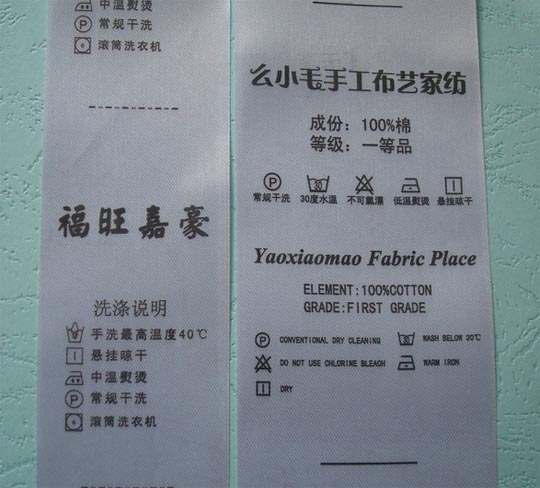 中温熨烫
常规干洗
滚筒洗衣机
福旺嘉豪
洗涤说明
手洗最高温度40℃
悬挂晾干
中温熨烫
常规干洗
滚筒洗衣机
么小毛手工布艺家纺
成份：100%棉
等级：一等品
常规干洗 30度水温 不可氯漂 低温熨烫 悬挂晾干
Yaoxiaomao Fabric Place
ELEMENT:100%COTTON
GRADE:FIRST GRADE
CONVENTIONAL DRY CLEANING WASH BELOW 30℃
DO NOT USE CHLORINE BLEACH WARM IRON
DRY